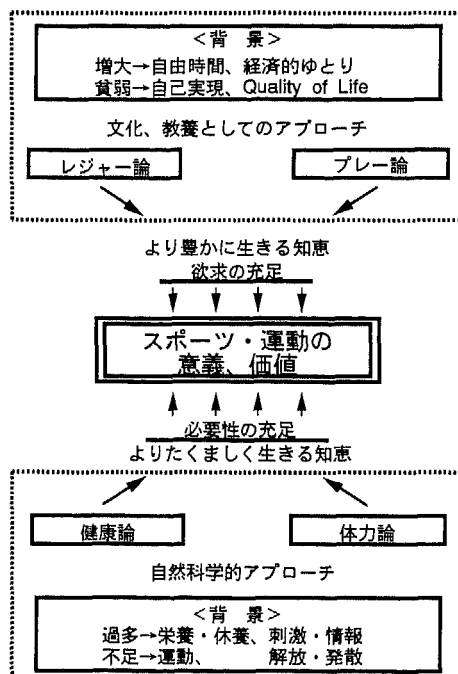 <背 景>
増大→自由時間、経済的ゆとり
貧弱→自己実現、Quality of Life
文化、教養としてのアプローチ
レジャー論 プレー論
より豊かに生きる知恵
欲求の充足
スポーツ・運動の
意義、価値
必要性の充足
よりたくましく生きる知恵
健康論 体力論
自然科学的アプローチ
<背 景>
過多→栄養・休養、刺激・情報
不足→運動、 解放・発散